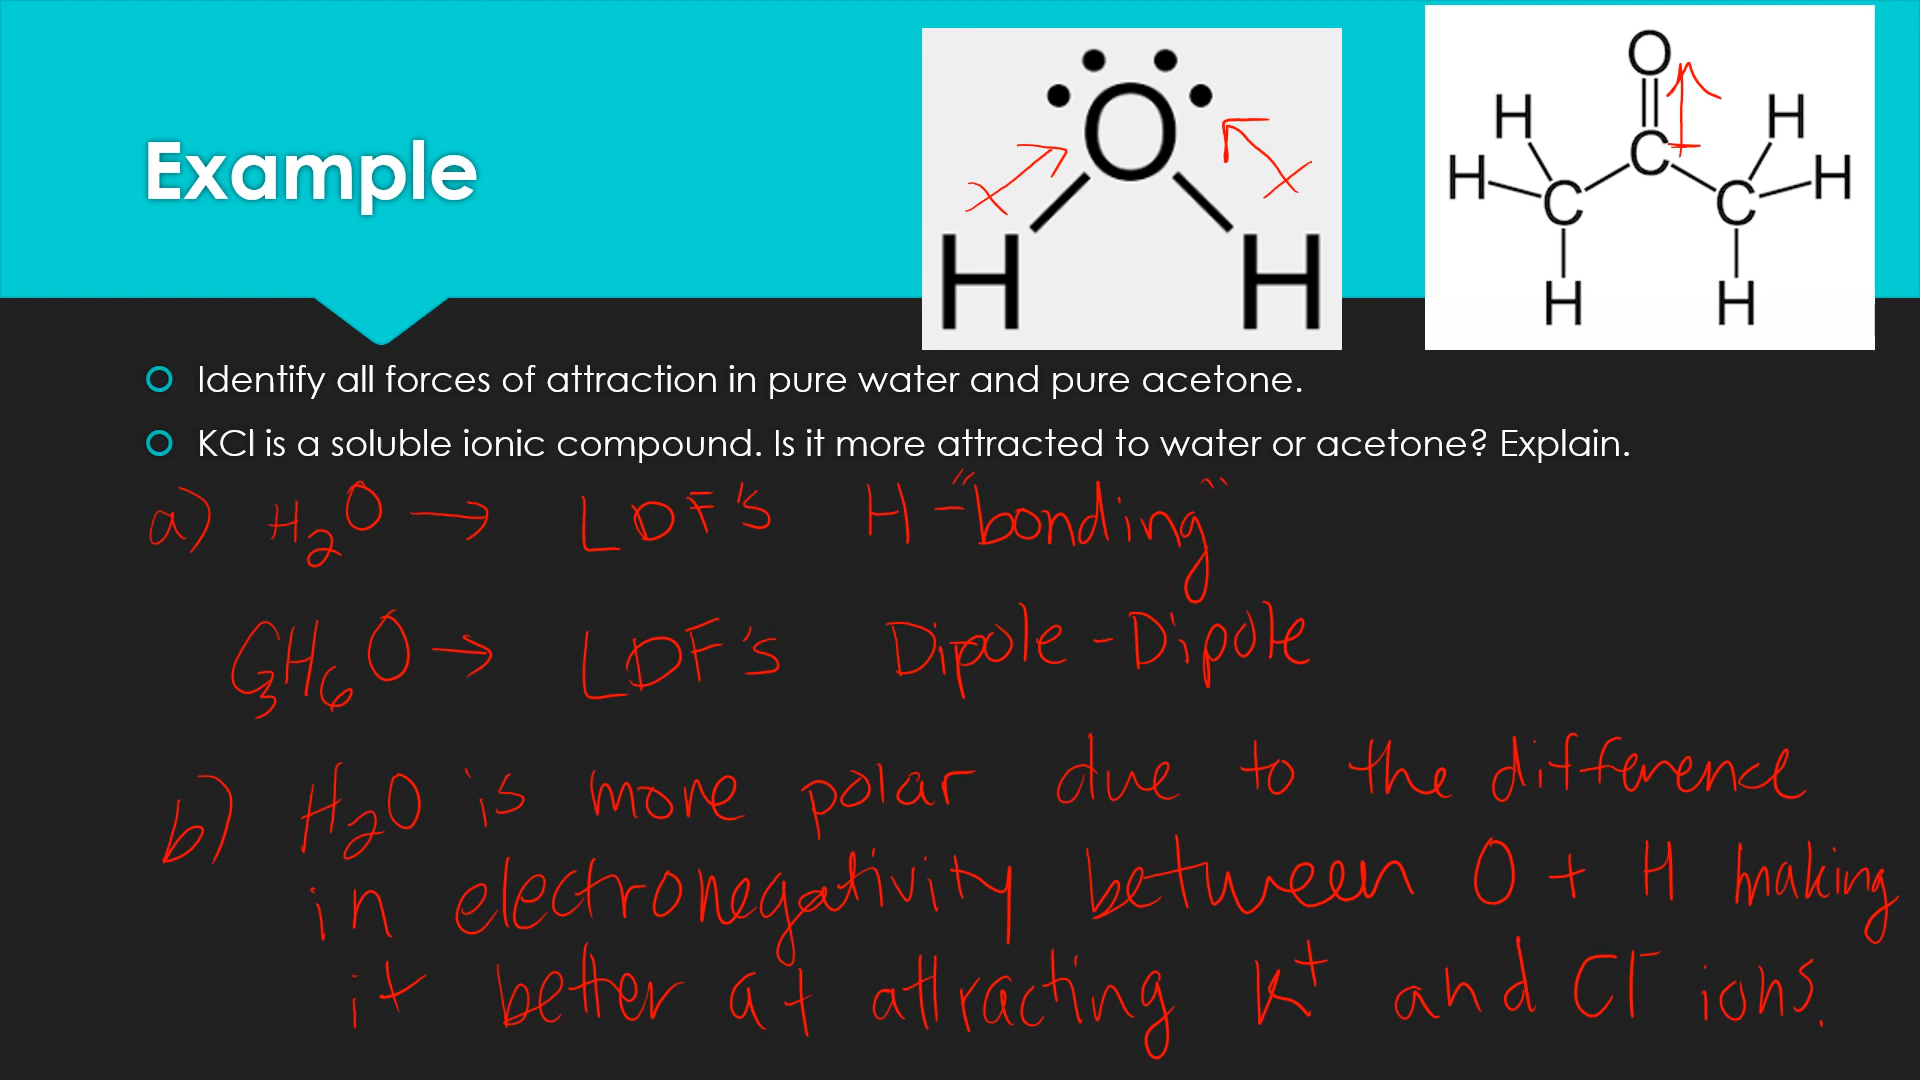 Example
O
H H
O
H C H
H C C H
H H
Identify all forces of attraction in pure water and pure acetone.
KCl is a soluble ionic compound. Is it more attracted to water or acetone? Explain.
a) H₂O → LDF's H-"bonding"
C₃H₆O → LDF's Dipole-Dipole
b) H₂O is more polar due to the difference
in electronegativity between O + H making
it better at attracting K⁺ and Cl⁻ ions.